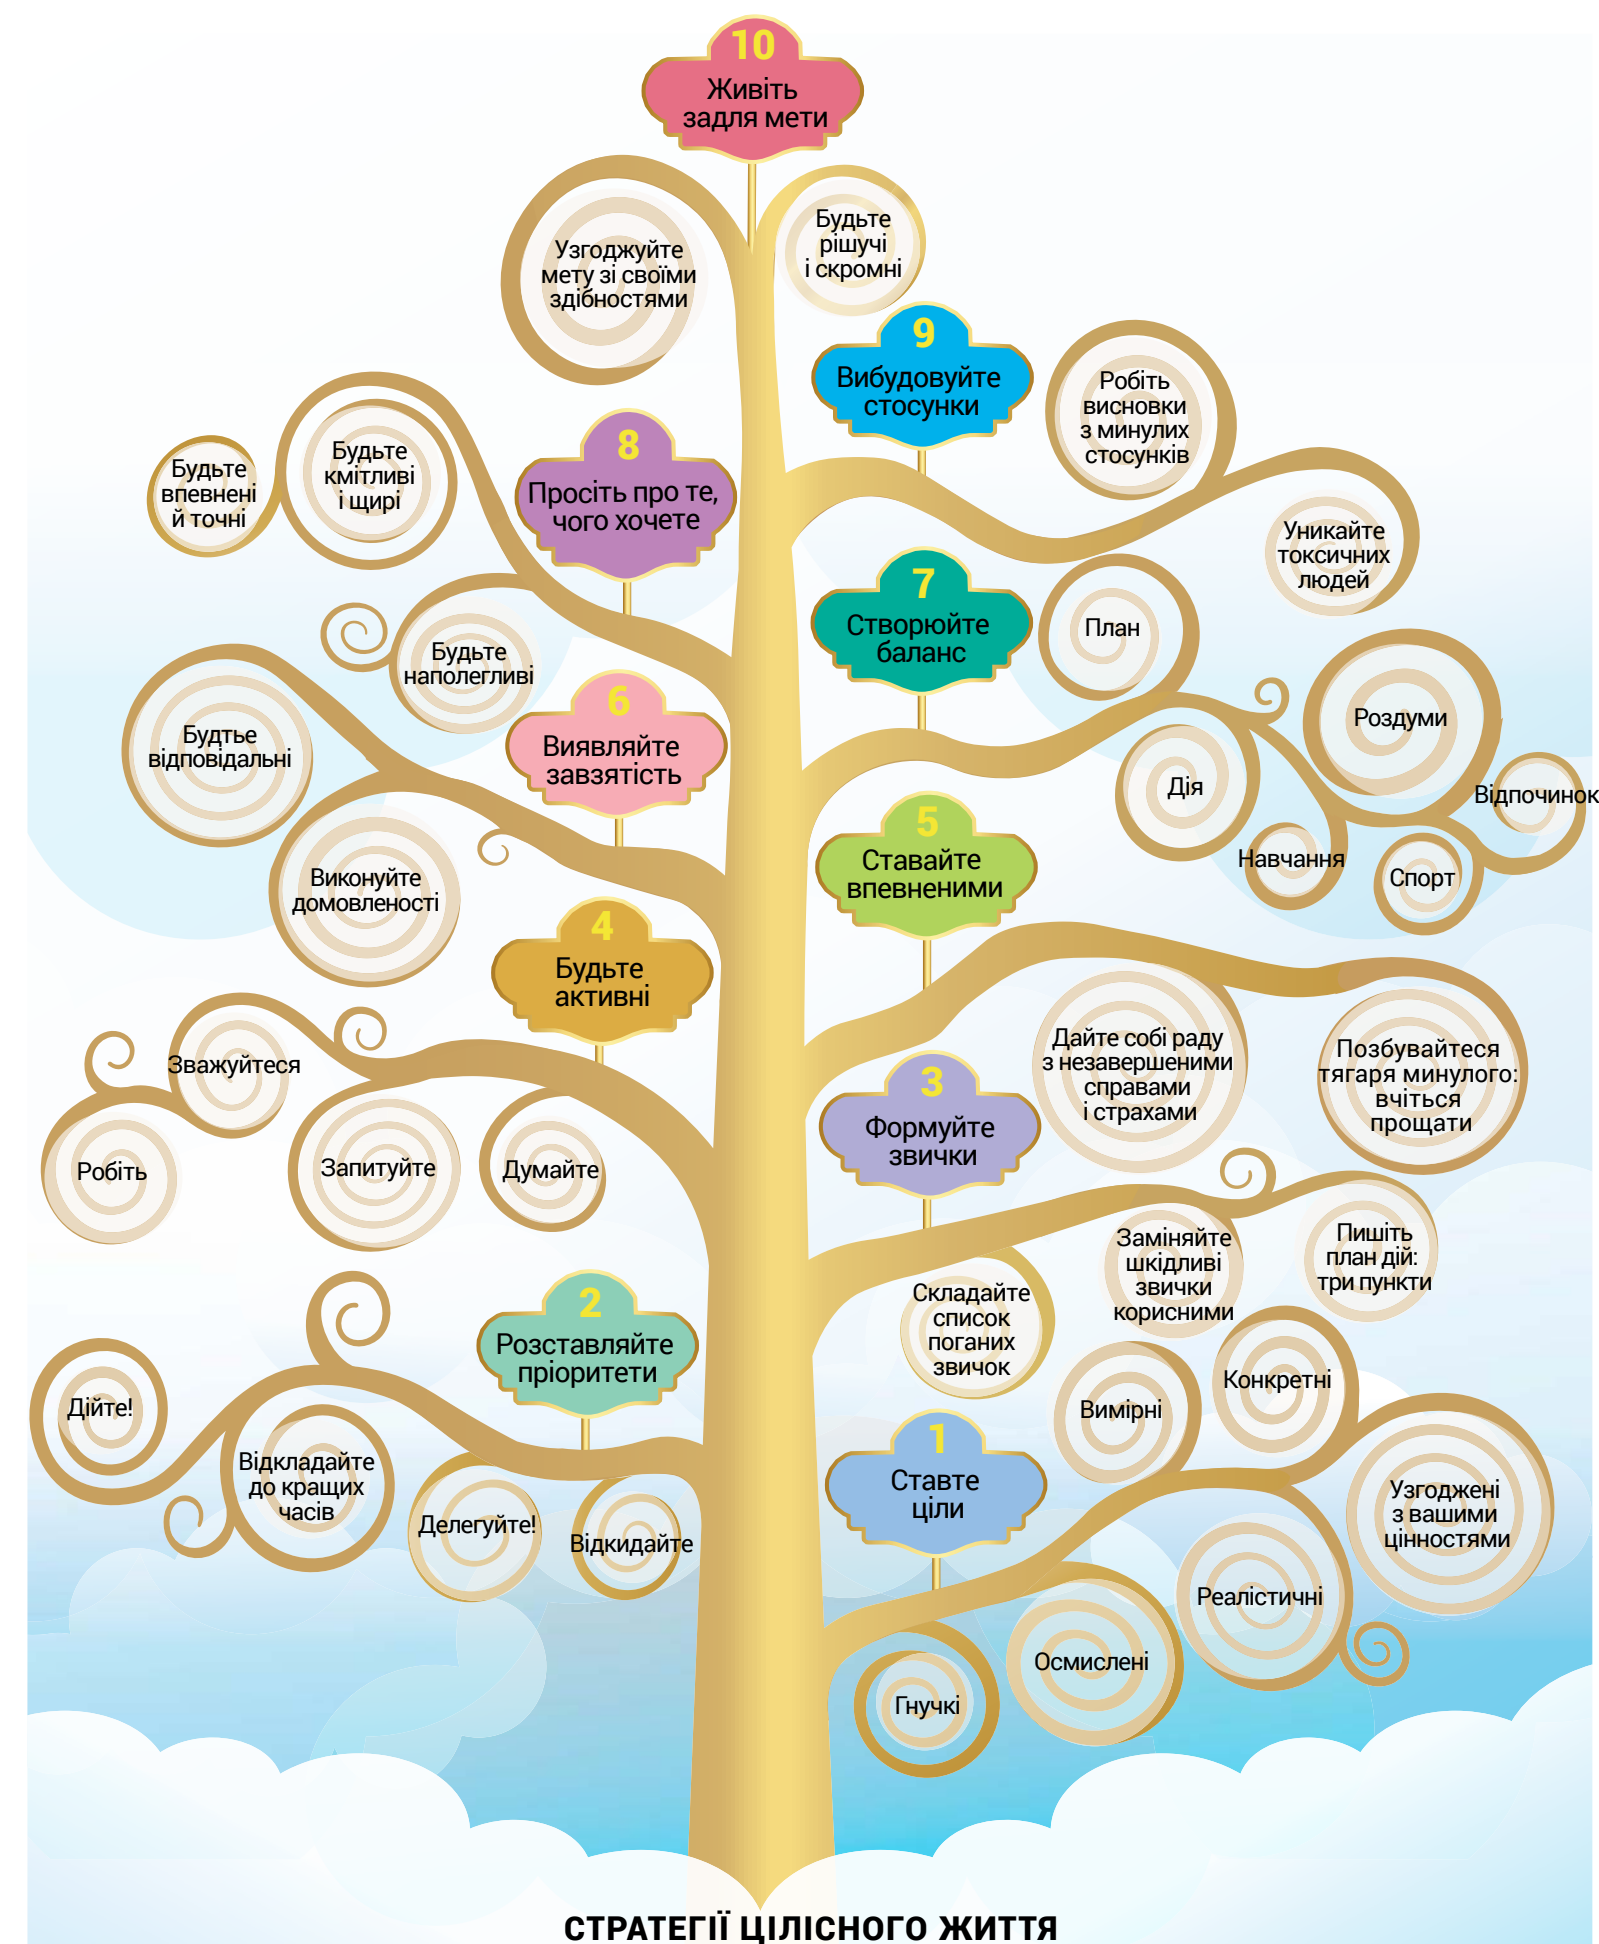 10
Живіть
задля мети
Узгоджуйте
мету зі своїми
здібностями
Будьте
рішучі
і скромні
9
Вибудовуйте
стосунки
Робіть
висновки
з минулих
стосунків
Уникайте
токсичних
людей
8
Просіть про те,
чого хочете
Будьте
впевнені
й точні
Будьте
кмітливі
і щирі
Будьте
наполегливі
7
Створюйте
баланс
План
Дія
Роздуми
Навчання
Спорт
Відпочинок
6
Виявляйте
завзятість
Будтье
відповідальні
Виконуйте
домовленості
5
Ставайте
впевненими
Дайте собі раду
з незавершеними
справами
і страхами
Позбувайтеся
тягаря минулого:
вчіться
прощати
4
Будьте
активні
Зважуйтеся
Робіть
Запитуйте
Думайте
3
Формуйте
звички
Складайте
список
поганих
звичок
Заміняйте
шкідливі
звички
корисними
Пишіть
план дій:
три пункти
2
Розставляйте
пріоритети
Дійте!
Відкладайте
до кращих
часів
Делегуйте!
Відкидайте
1
Ставте
ціли
Вимірні
Конкретні
Узгоджені
з вашими
цінностями
Реалістичні
Осмислені
Гнучкі
СТРАТЕГІЇ ЦІЛІСНОГО ЖИТТЯ